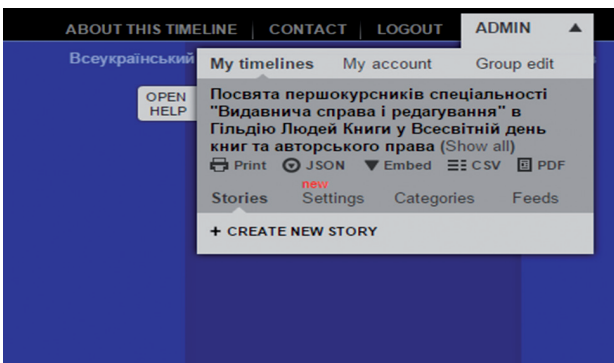 ABOUT THIS TIMELINE CONTACT LOGOUT ADMIN
Всеукраїнський
My timelines My account Group edit
OPEN
HELP
Посвята першокурсників спеціальності
"Видавнича справа і редагування" в
Гільдію Людей Книги у Всесвітній день
книг та авторського права (Show all)
Print JSON Embed CSV PDF
new
Stories Settings Categories Feeds
+ CREATE NEW STORY